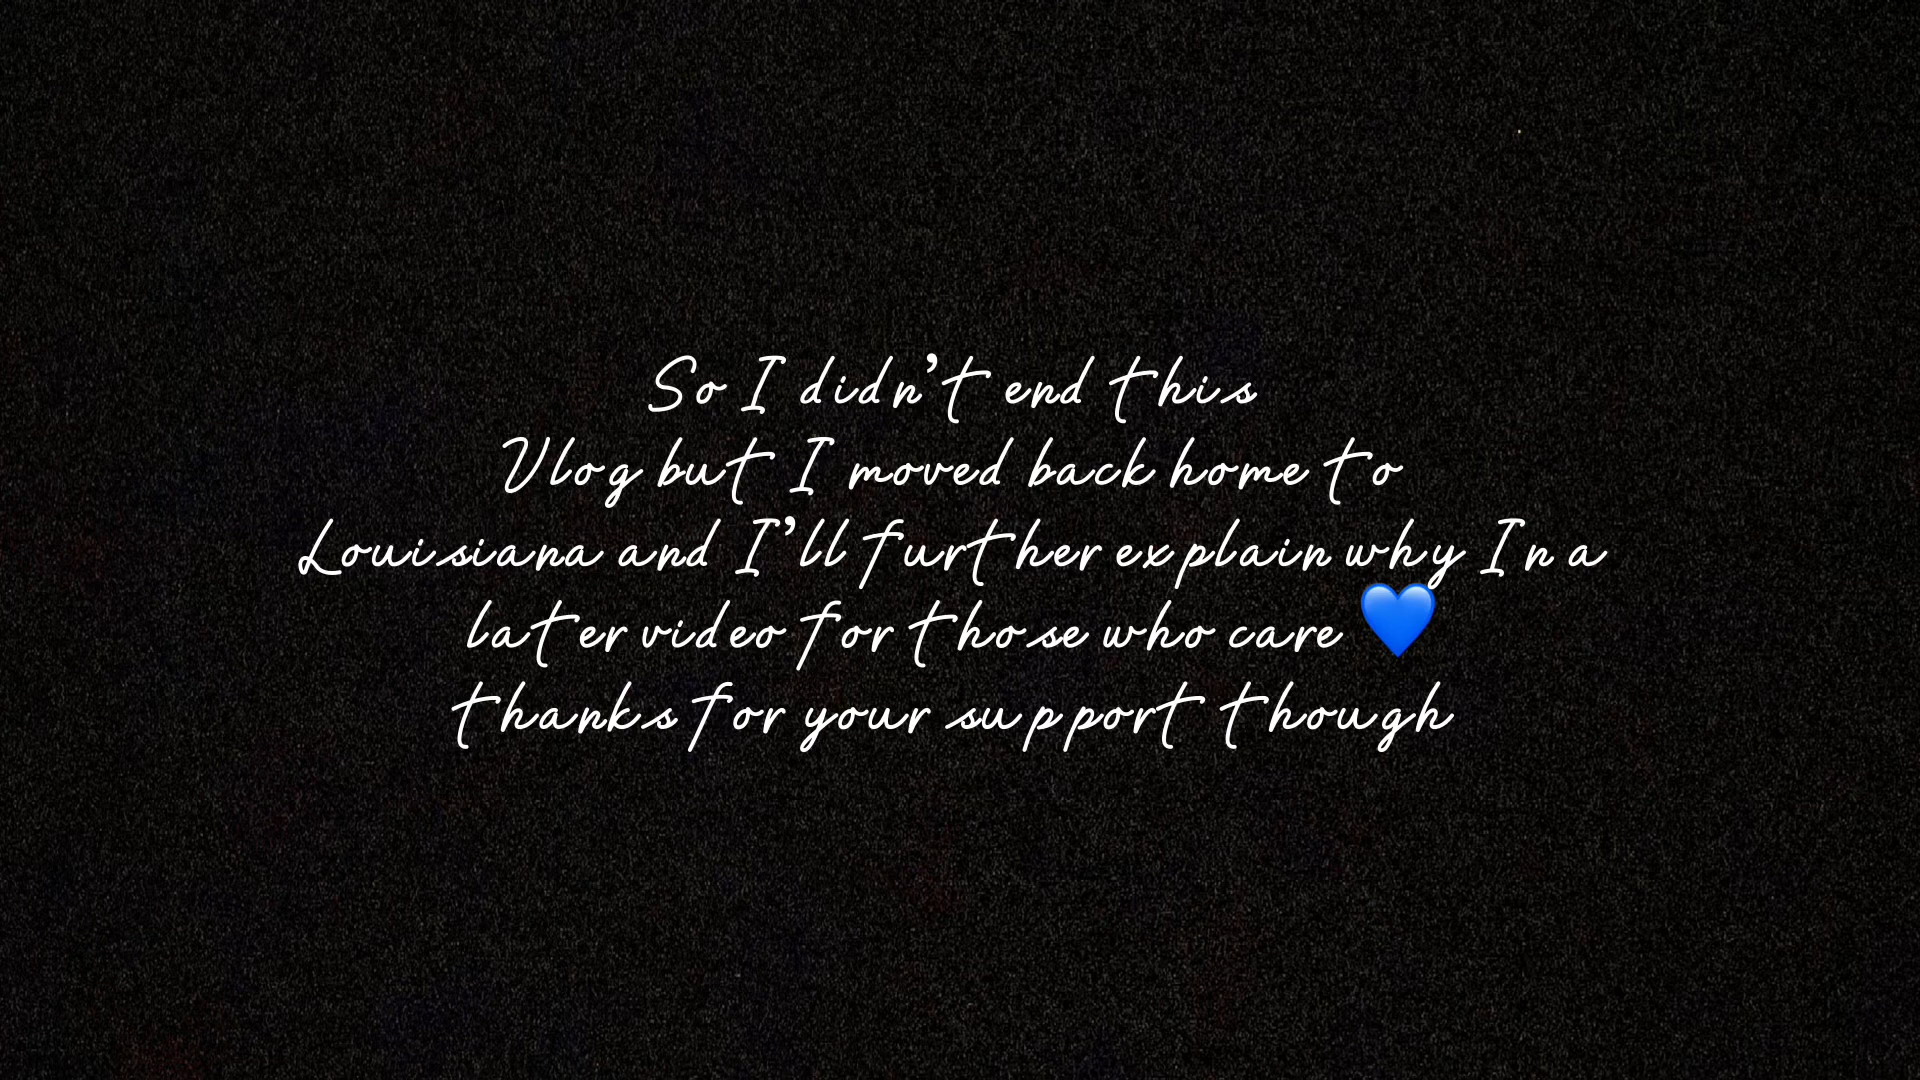 So I didn't end this
Vlog but I moved back home to
Louisiana and I'll further explain why In a
later video for those who care 💙
thanks for your support though